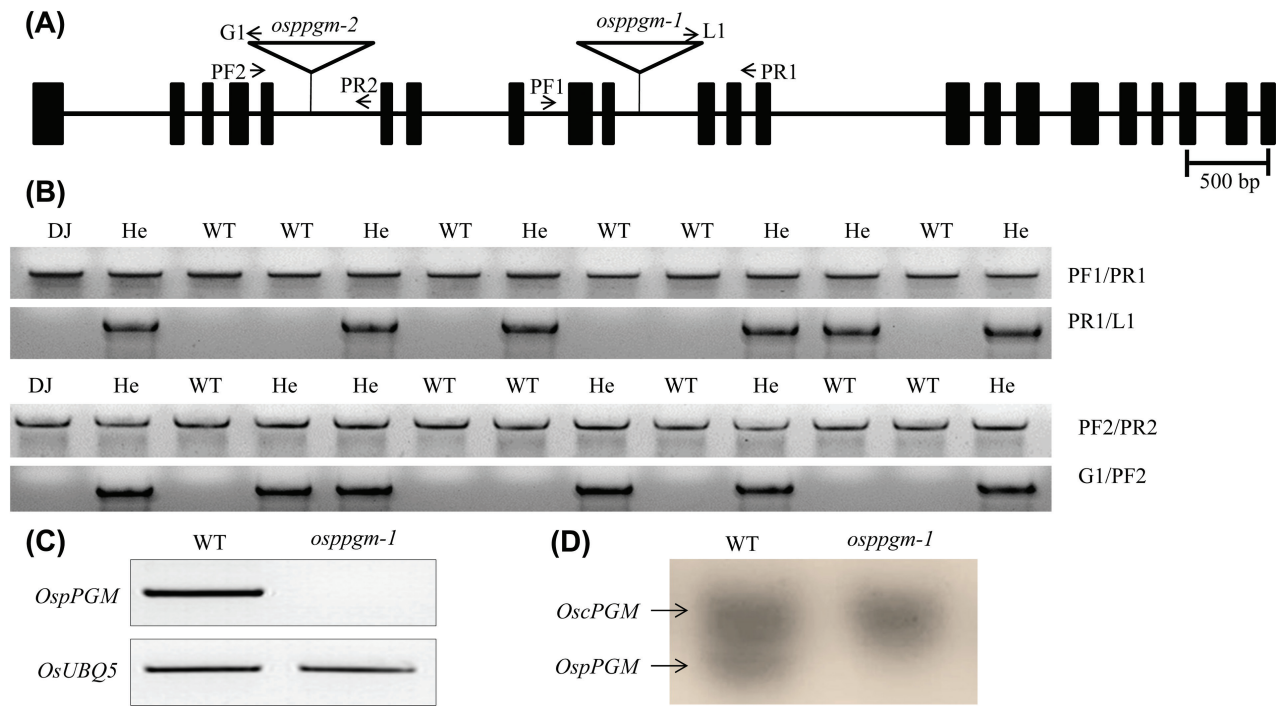 (A)
G1 osppgm-2 osppgm-1 L1
PF2 PR2 PF1 PR1
500 bp
(B)
DJ He WT WT He WT He WT WT He He WT He
PF1/PR1
PR1/L1
DJ He WT He He WT WT He WT He WT WT He
PF2/PR2
G1/PF2
(C)
WT osppgm-1
OspPGM
OsUBQ5
(D)
WT osppgm-1
OscPGM
OspPGM